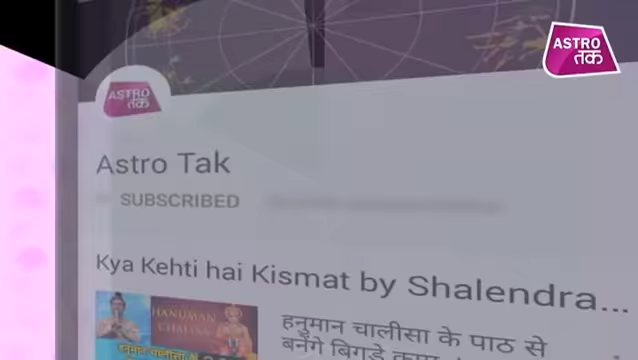 ASTRO
तक
ASTRO
तक
Astro Tak
SUBSCRIBED
Kya Kehti hai Kismat by Shalendra...
HANUMAN
CHALISA
हनुमान चालीसा के पाठ से
बनेंगे बिगड़े काम